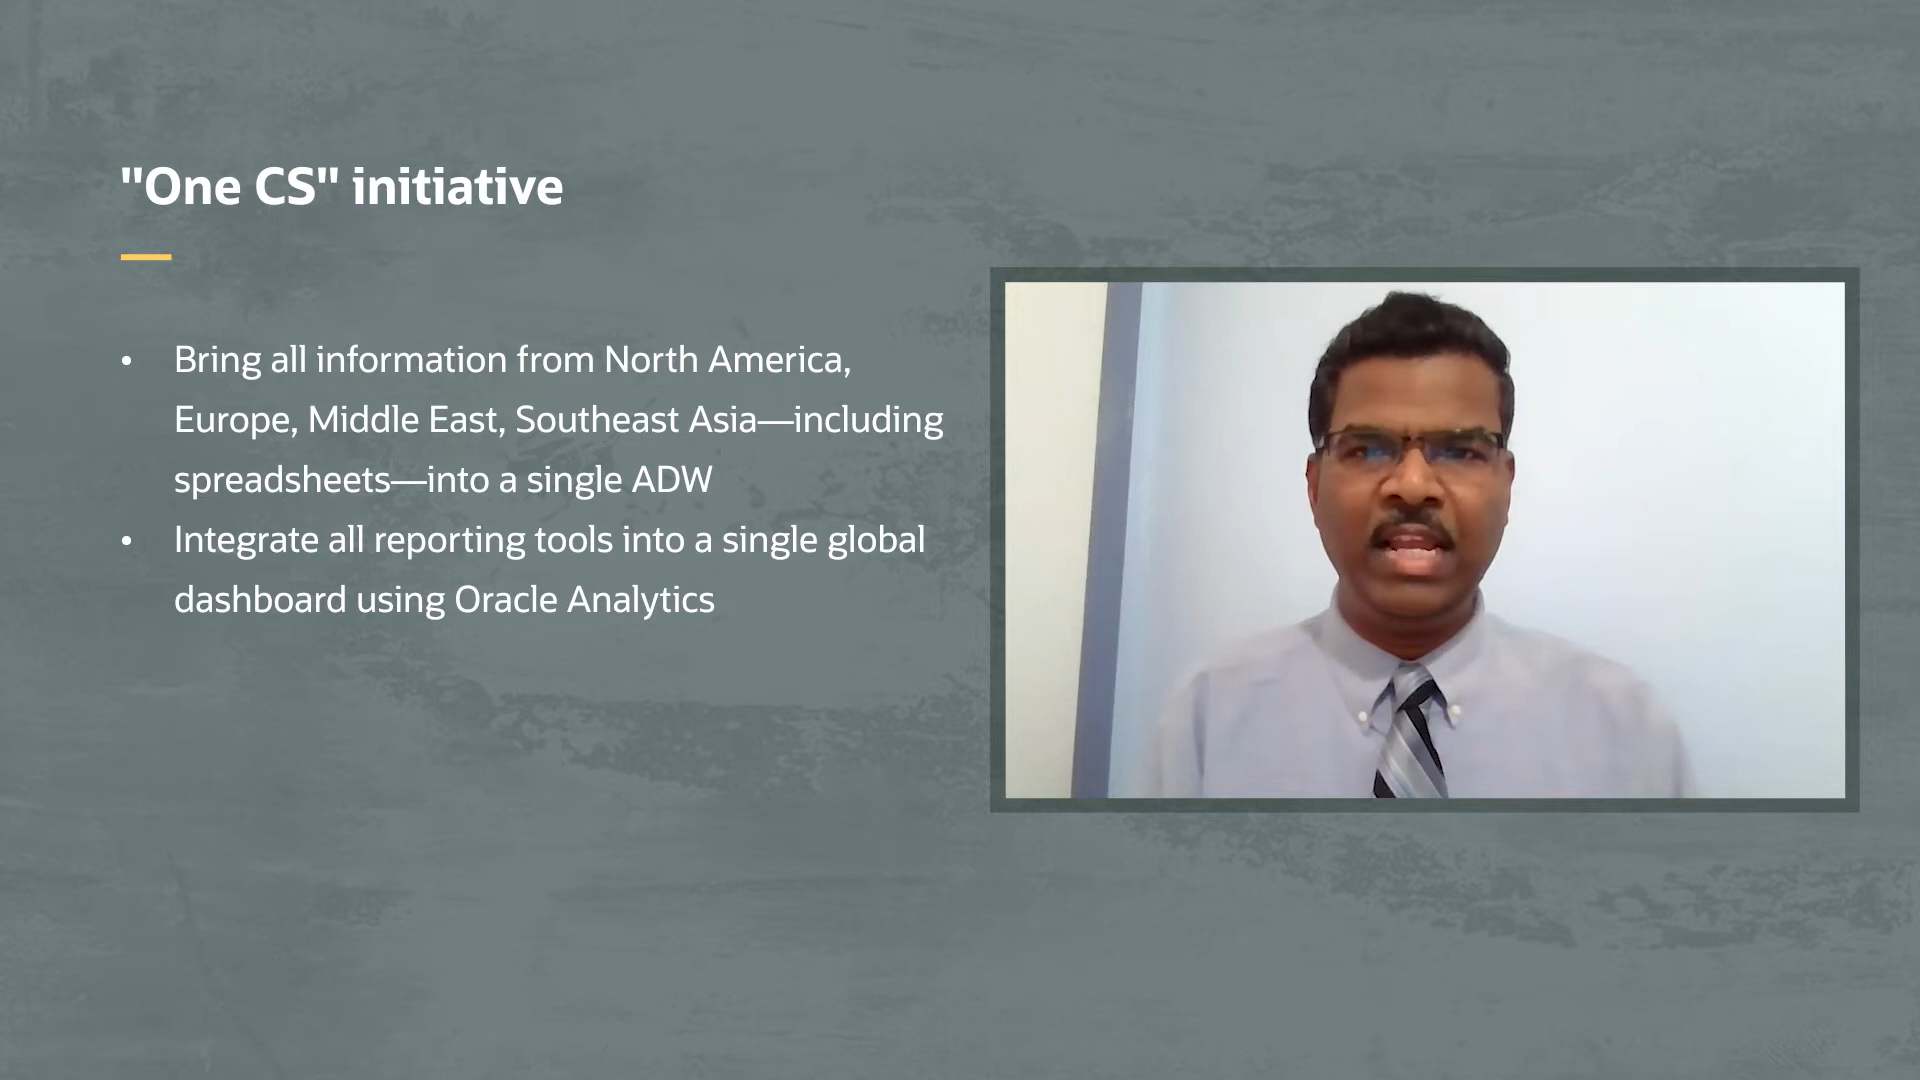 "One CS" initiative
• Bring all information from North America,
Europe, Middle East, Southeast Asia—including
spreadsheets—into a single ADW
• Integrate all reporting tools into a single global
dashboard using Oracle Analytics